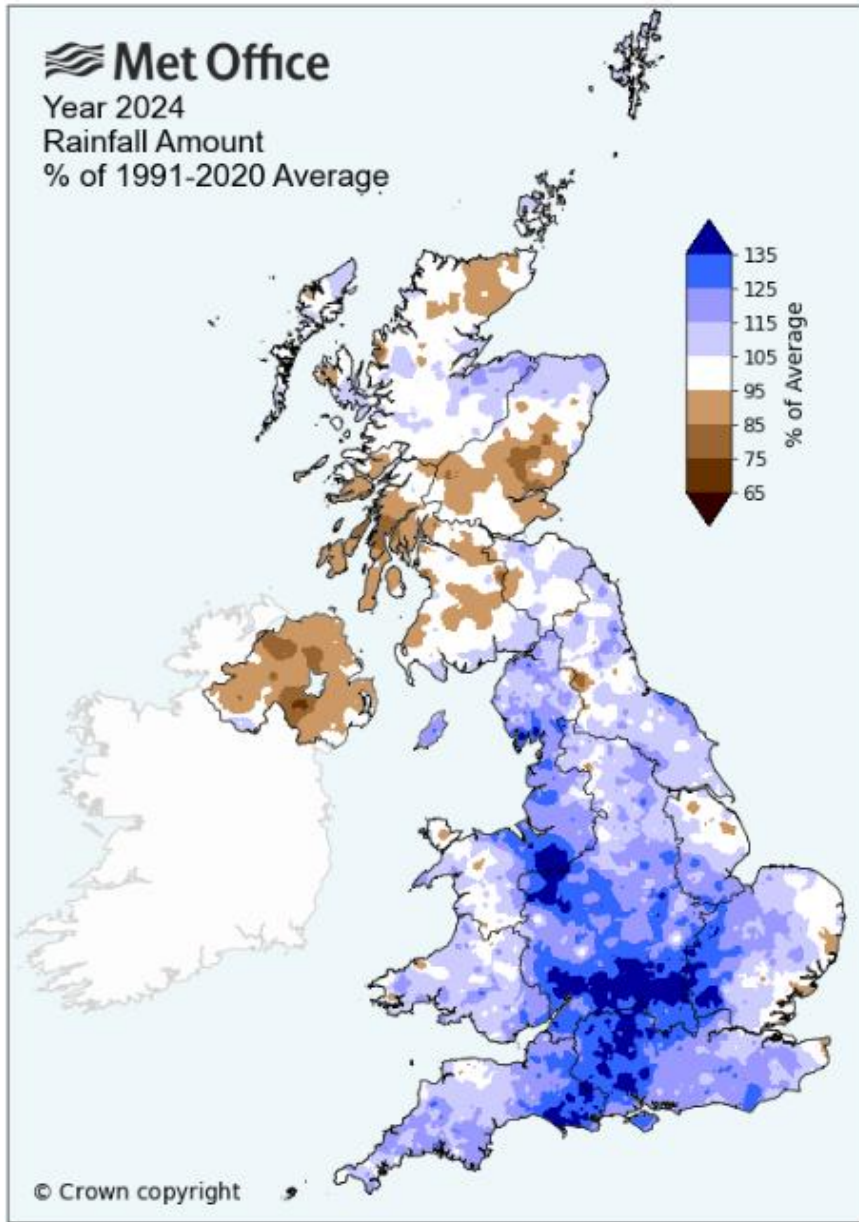 Met Office
Year 2024
Rainfall Amount
% of 1991-2020 Average
135
125
115
105
95
85
75
65
% of Average
© Crown copyright